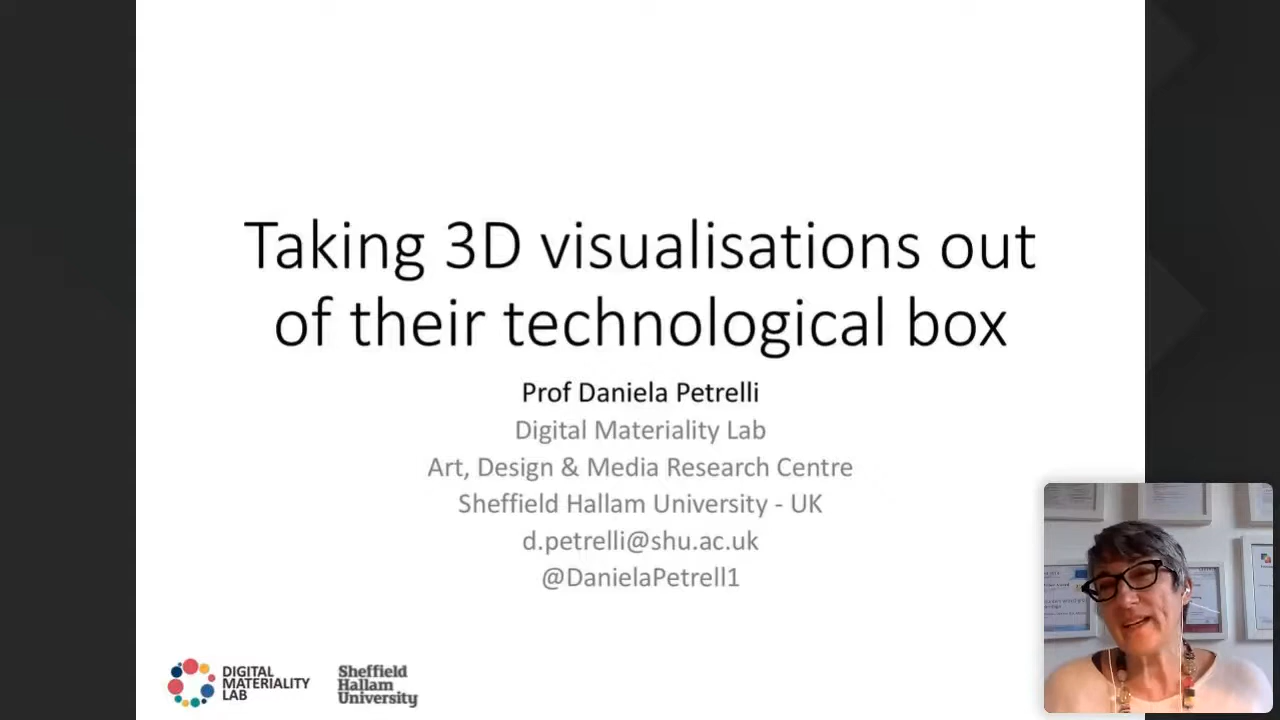 Taking 3D visualisations out
of their technological box
Prof Daniela Petrelli
Digital Materiality Lab
Art, Design & Media Research Centre
Sheffield Hallam University - UK
d.petrelli@shu.ac.uk
@DanielaPetrell1
DIGITAL
MATERIALITY
LAB
Sheffield
Hallam
University